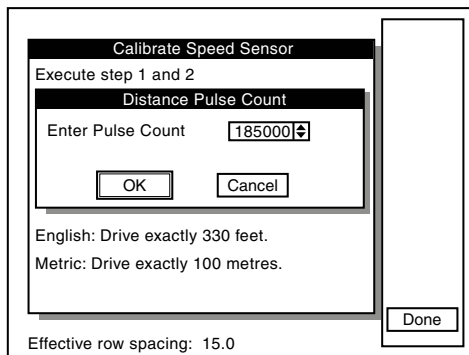 Calibrate Speed Sensor
Execute step 1 and 2
Distance Pulse Count
Enter Pulse Count 185000
OK Cancel
English: Drive exactly 330 feet.
Metric: Drive exactly 100 metres.
Done
Effective row spacing: 15.0